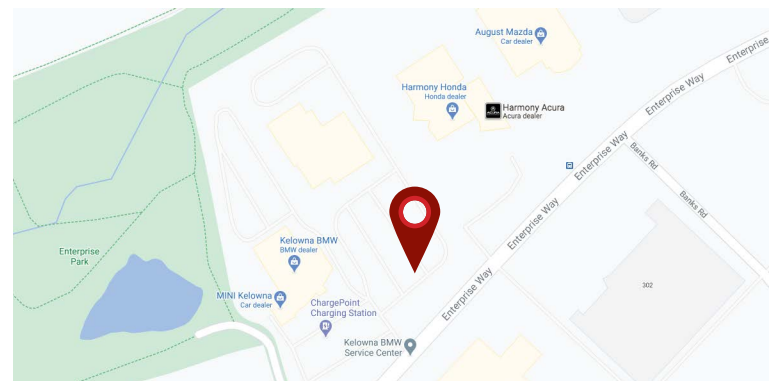 August Mazda
Car dealer
Enterprise
Harmony Honda
Honda dealer
Harmony Acura
Acura dealer
ACURA
Enterprise Way
Enterprise Way
Banks Rd
Banks Rd
Enterprise Way
Kelowna BMW
BMW dealer
Enterprise
Park
Enterprise Way
302
MINI Kelowna
Car dealer
ChargePoint
Charging Station
Kelowna BMW
Service Center